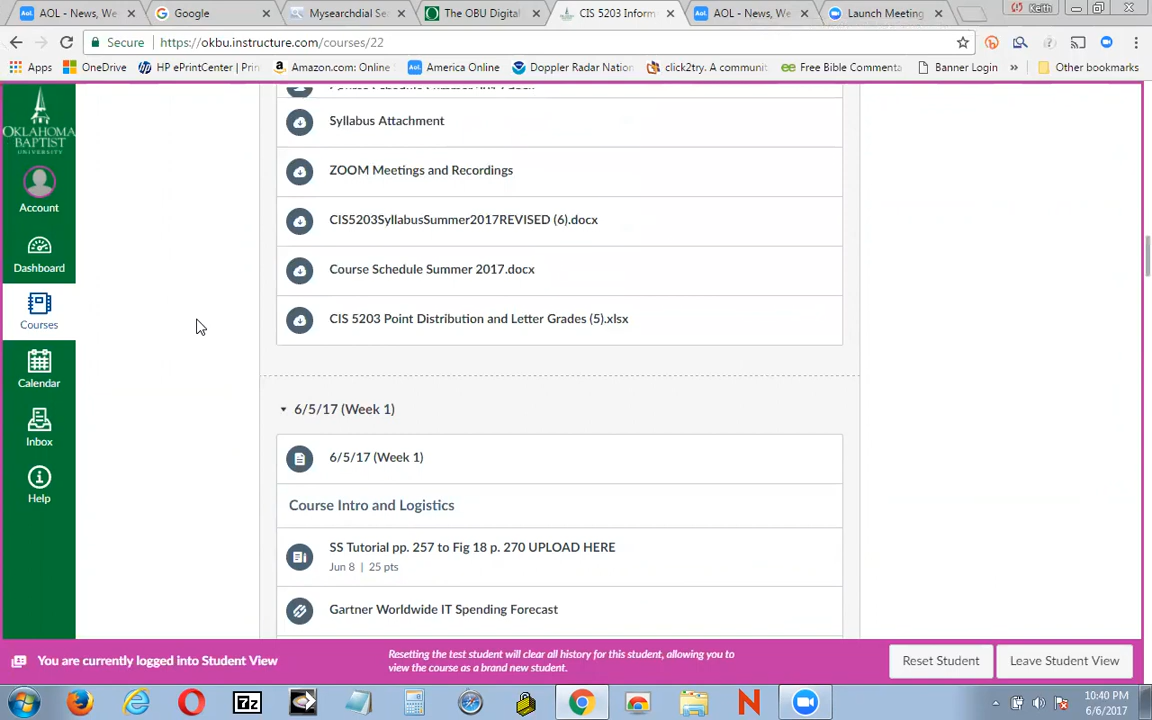 AOL - News, We
Google
Mysearchdial Se
The OBU Digital
CIS 5203 Inform
AOL - News, We
Launch Meeting
Keith
Secure
https://okbu.instructure.com/courses/22
Apps
OneDrive
HP ePrintCenter | Prin
Amazon.com: Online
America Online
Doppler Radar Nation
click2try. A communit
Free Bible Commenta
Banner Login
»
Other bookmarks
OKLAHOMA
BAPTIST
UNIVERSITY
Account
Dashboard
Courses
Calendar
Inbox
Help
Syllabus Attachment
ZOOM Meetings and Recordings
CIS5203SyllabusSummer2017REVISED (6).docx
Course Schedule Summer 2017.docx
CIS 5203 Point Distribution and Letter Grades (5).xlsx
6/5/17 (Week 1)
6/5/17 (Week 1)
Course Intro and Logistics
SS Tutorial pp. 257 to Fig 18 p. 270 UPLOAD HERE
Jun 8 | 25 pts
Gartner Worldwide IT Spending Forecast
You are currently logged into Student View
Resetting the test student will clear all history for this student, allowing you to
view the course as a brand new student.
Reset Student
Leave Student View
7z
N
10:40 PM
6/6/2017